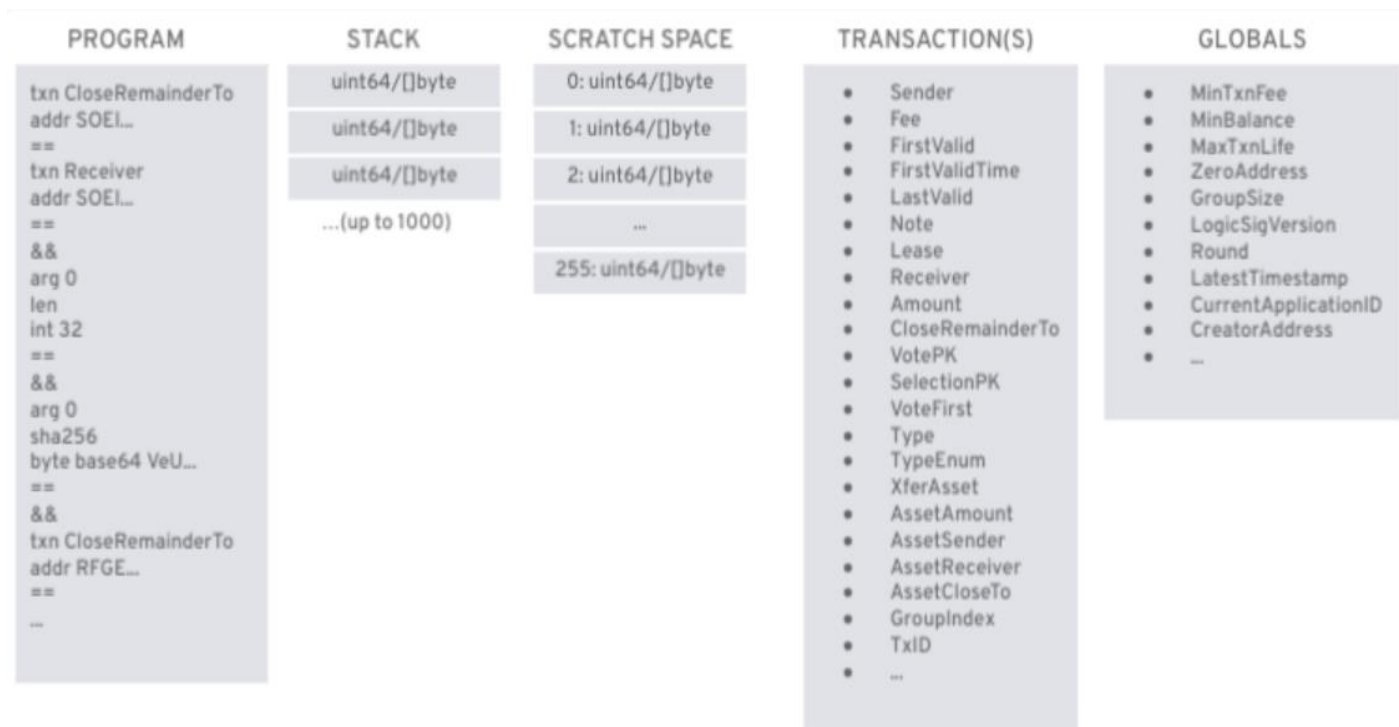 PROGRAM
txn CloseRemainderTo
addr SOEI...
==
txn Receiver
addr SOEI...
==
&&
arg 0
len
int 32
==
&&
arg 0
sha256
byte base64 VeU...
==
&&
txn CloseRemainderTo
addr RFGE...
==
...
STACK
uint64/[]byte
uint64/[]byte
uint64/[]byte
...(up to 1000)
SCRATCH SPACE
0: uint64/[]byte
1: uint64/[]byte
2: uint64/[]byte
...
255: uint64/[]byte
TRANSACTION(S)
• Sender
• Fee
• FirstValid
• FirstValidTime
• LastValid
• Note
• Lease
• Receiver
• Amount
• CloseRemainderTo
• VotePK
• SelectionPK
• VoteFirst
• Type
• TypeEnum
• XferAsset
• AssetAmount
• AssetSender
• AssetReceiver
• AssetCloseTo
• GroupIndex
• TxID
• ...
GLOBALS
• MinTxnFee
• MinBalance
• MaxTxnLife
• ZeroAddress
• GroupSize
• LogicSigVersion
• Round
• LatestTimestamp
• CurrentApplicationID
• CreatorAddress
• ...